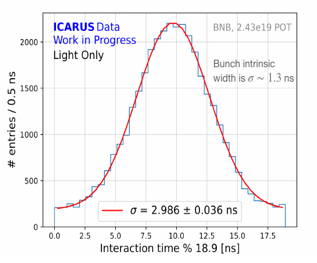 ICARUS Data
Work in Progress
Light Only
BNB, 2.43e19 POT
Bunch intrinsic
width is σ ~ 1.3 ns
# entries / 0.5 ns
2000
1500
1000
500
0
σ = 2.986 ± 0.036 ns
0.0 2.5 5.0 7.5 10.0 12.5 15.0 17.5
Interaction time % 18.9 [ns]